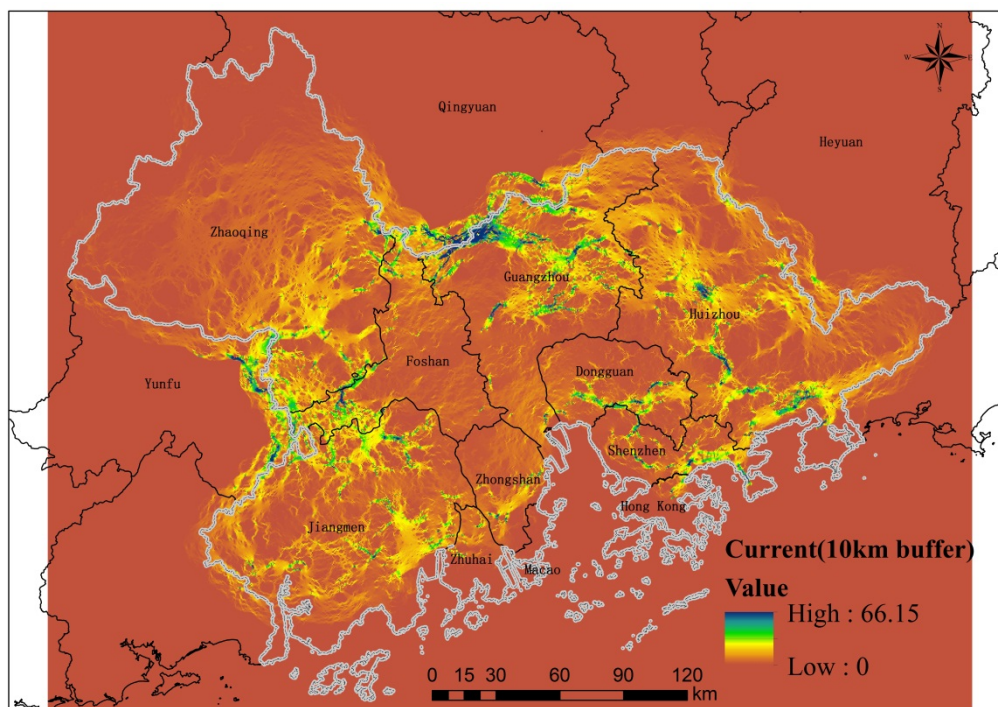 N
W E
S
Qingyuan
Heyuan
Zhaoqing
Guangzhou
Huizhou
Foshan
Yunfu
Dongguan
Shenzhen
Zhongshan
Hong Kong
Jiangmen
Zhuhai
Macao
Current(10km buffer)
Value
High : 66.15
Low : 0
0 15 30 60 90 120
km